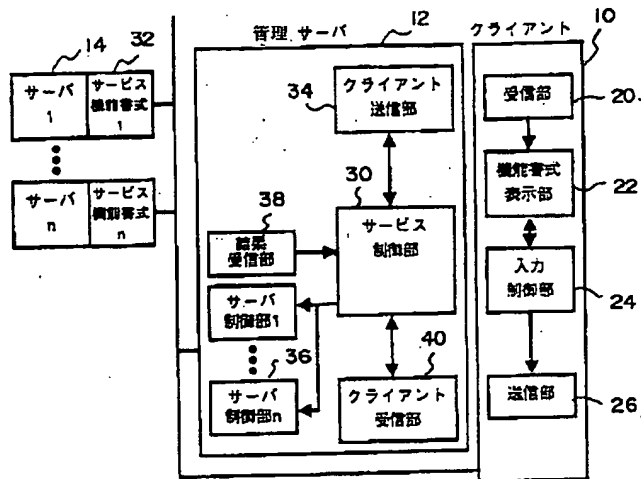 管理 サーバ
12
クライアント
10
14
32
サーバ
1
サービス
機能書式
1
サーバ
n
サービス
機能書式
n
34
クライアント
送信部
30
サービス
制御部
38
結果
受信部
サーバ
制御部1
36
サーバ
制御部n
40
クライアント
受信部
受信部
20
機能書式
表示部
22
入力
制御部
24
送信部
26